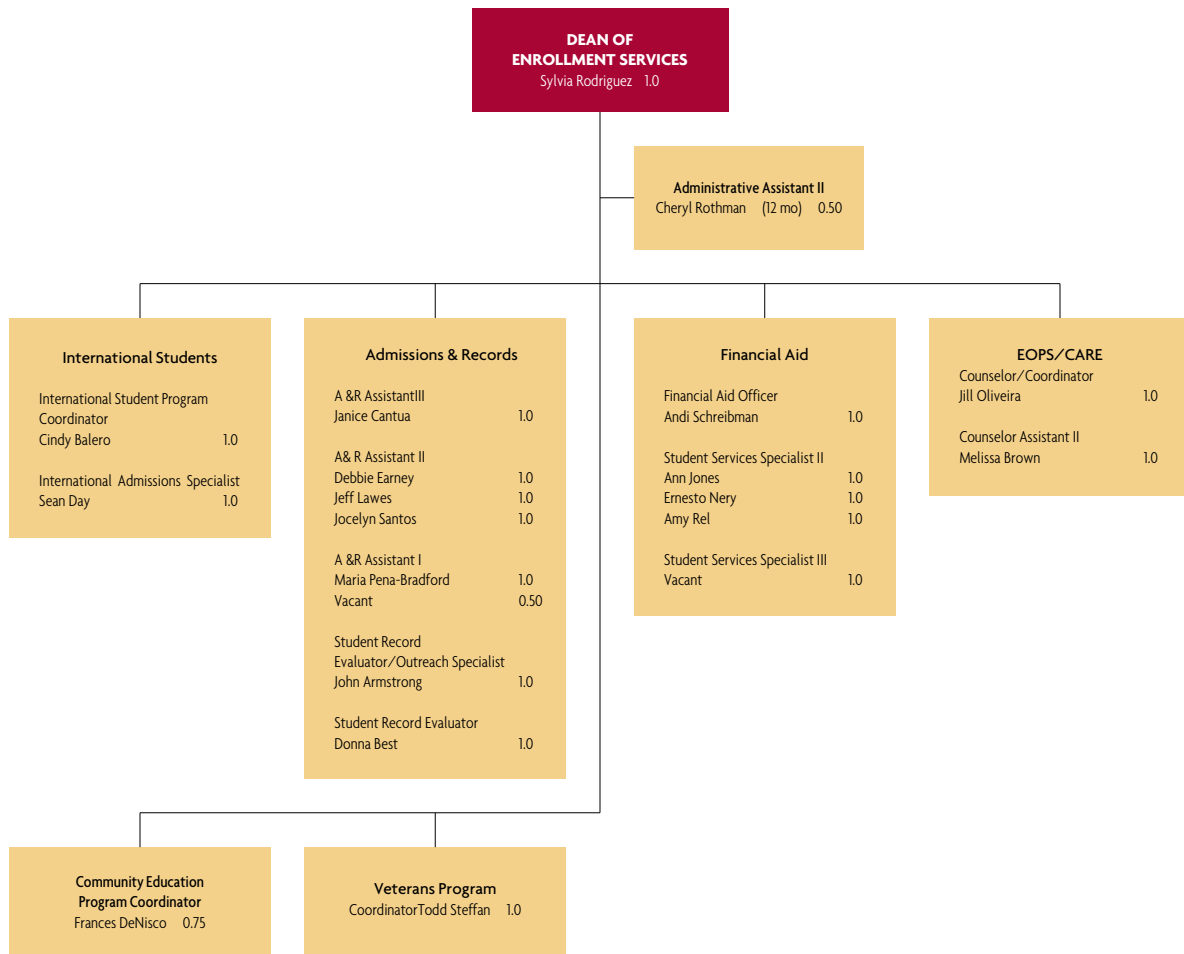 DEAN OF
ENROLLMENT SERVICES
Sylvia Rodriguez 1.0
Administrative Assistant II
Cheryl Rothman (12 mo) 0.50
International Students
International Student Program
Coordinator
Cindy Balero 1.0
International Admissions Specialist
Sean Day 1.0
Admissions & Records
A &R AssistantIII
Janice Cantua 1.0
A& R Assistant II
Debbie Earney 1.0
Jeff Lawes 1.0
Jocelyn Santos 1.0
A &R Assistant I
Maria Pena-Bradford 1.0
Vacant 0.50
Student Record
Evaluator/Outreach Specialist
John Armstrong 1.0
Student Record Evaluator
Donna Best 1.0
Financial Aid
Financial Aid Officer
Andi Schreibman 1.0
Student Services Specialist II
Ann Jones 1.0
Ernesto Nery 1.0
Amy Rel 1.0
Student Services Specialist III
Vacant 1.0
EOPS/CARE
Counselor/Coordinator
Jill Oliveira 1.0
Counselor Assistant II
Melissa Brown 1.0
Community Education
Program Coordinator
Frances DeNisco 0.75
Veterans Program
CoordinatorTodd Steffan 1.0